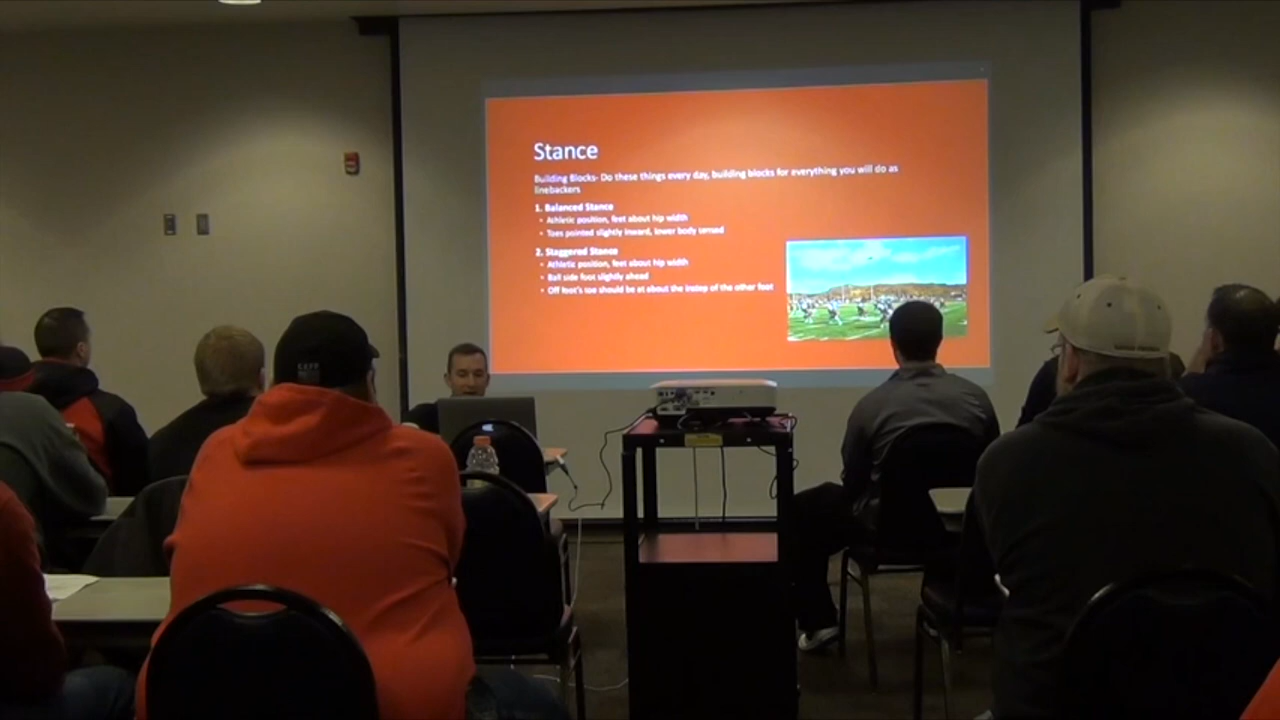 Stance
Building Blocks- Do these things every day, building blocks for everything you will do as
linebackers
1. Balanced Stance
• Athletic position, feet about hip width
• Toes pointed slightly inward, lower body tensed
2. Staggered Stance
• Athletic position, feet about hip width
• Ball side foot slightly ahead
• Off foot's toe should be at about the instep of the other foot